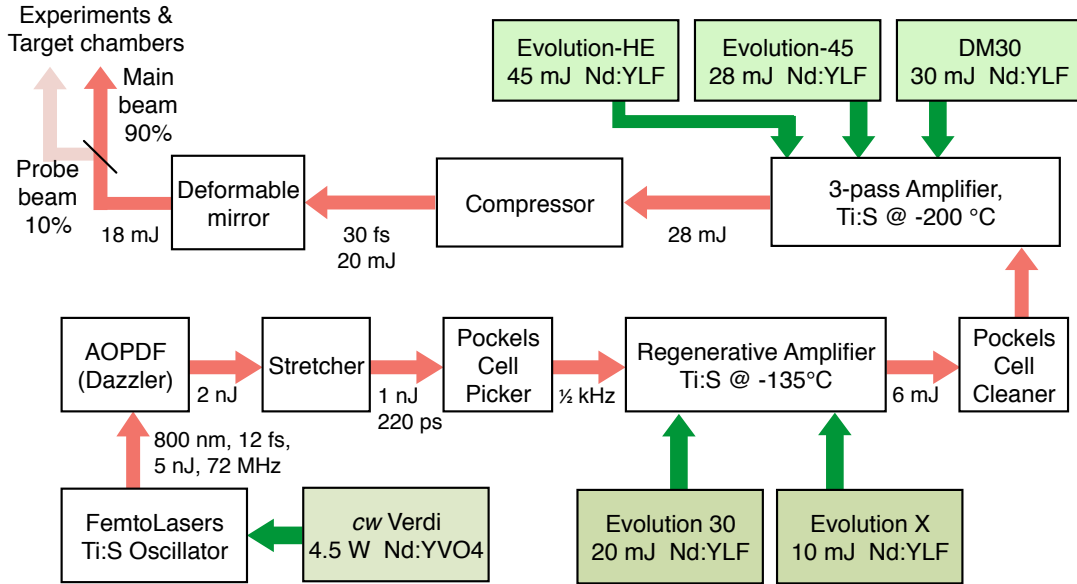 Experiments &
Target chambers
Main
beam
90%
Probe
beam
10%
18 mJ
Deformable
mirror
30 fs
20 mJ
Compressor
28 mJ
Evolution-HE
45 mJ  Nd:YLF
Evolution-45
28 mJ  Nd:YLF
DM30
30 mJ  Nd:YLF
3-pass Amplifier,
Ti:S @ -200 °C
AOPDF
(Dazzler)
2 nJ
Stretcher
1 nJ
220 ps
Pockels
Cell
Picker
½ kHz
Regenerative Amplifier
Ti:S @ -135°C
6 mJ
Pockels
Cell
Cleaner
800 nm, 12 fs,
5 nJ, 72 MHz
FemtoLasers
Ti:S Oscillator
cw Verdi
4.5 W  Nd:YVO4
Evolution 30
20 mJ  Nd:YLF
Evolution X
10 mJ  Nd:YLF